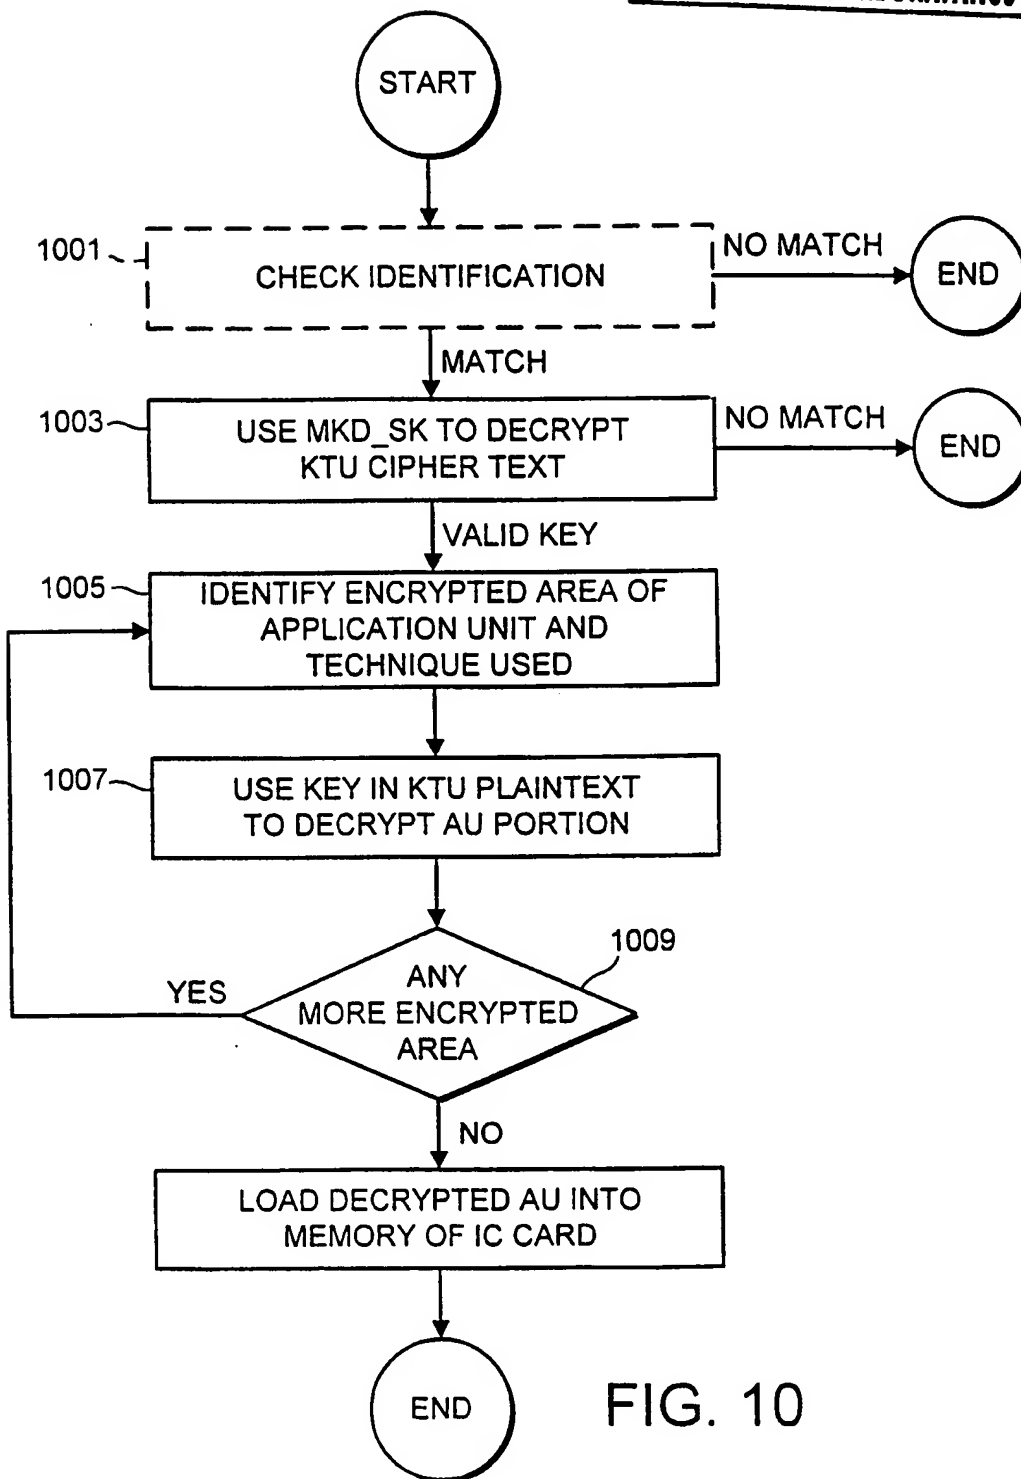 START
1001
CHECK IDENTIFICATION
NO MATCH
END
MATCH
1003
USE MKD_SK TO DECRYPT
KTU CIPHER TEXT
NO MATCH
END
VALID KEY
1005
IDENTIFY ENCRYPTED AREA OF
APPLICATION UNIT AND
TECHNIQUE USED
1007
USE KEY IN KTU PLAINTEXT
TO DECRYPT AU PORTION
1009
YES
ANY
MORE ENCRYPTED
AREA
NO
LOAD DECRYPTED AU INTO
MEMORY OF IC CARD
END
FIG. 10